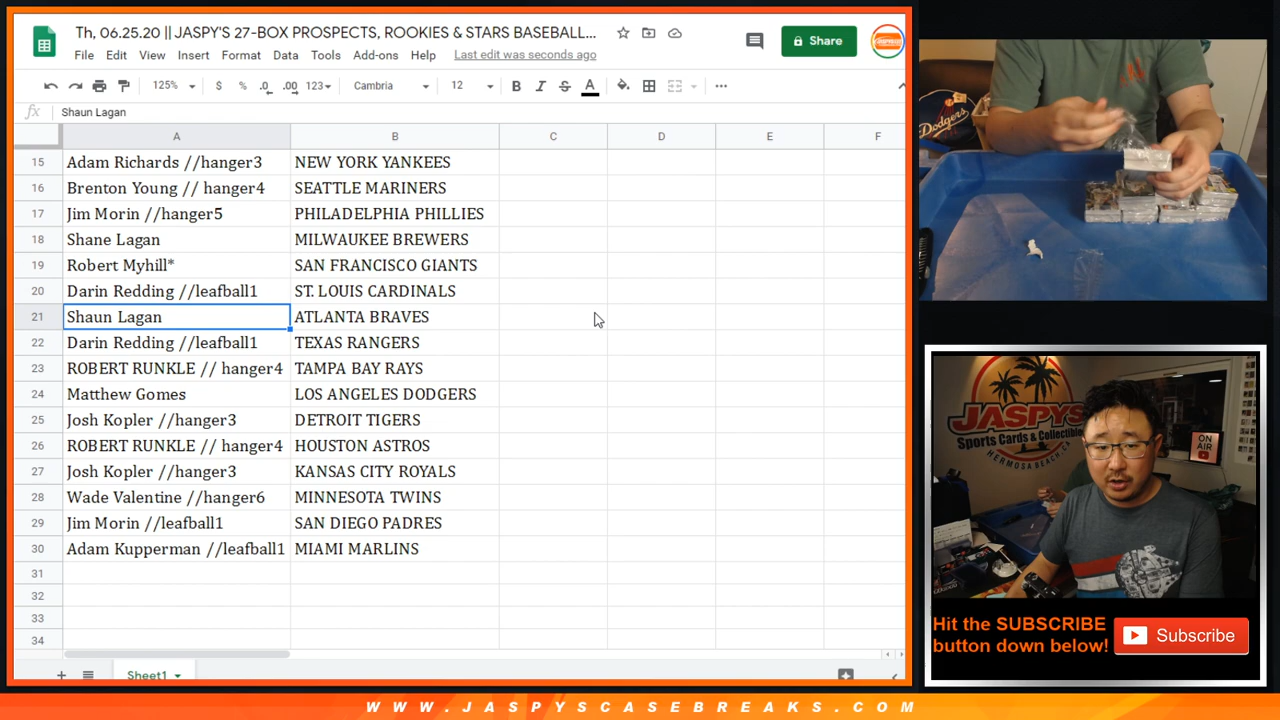 Th, 06.25.20 || JASPY'S 27-BOX PROSPECTS, ROOKIES & STARS BASEBALL...
File Edit View Insert Format Data Tools Add-ons Help Last edit was seconds ago
Share
125% $ % .0 .00 123 Cambria 12 B I S A
fx Shaun Lagan
A B C D E F
15 Adam Richards //hanger3 NEW YORK YANKEES
16 Brenton Young // hanger4 SEATTLE MARINERS
17 Jim Morin //hanger5 PHILADELPHIA PHILLIES
18 Shane Lagan MILWAUKEE BREWERS
19 Robert Myhill* SAN FRANCISCO GIANTS
20 Darin Redding //leafball1 ST. LOUIS CARDINALS
21 Shaun Lagan ATLANTA BRAVES
22 Darin Redding //leafball1 TEXAS RANGERS
23 ROBERT RUNKLE // hanger4 TAMPA BAY RAYS
24 Matthew Gomes LOS ANGELES DODGERS
25 Josh Kopler //hanger3 DETROIT TIGERS
26 ROBERT RUNKLE // hanger4 HOUSTON ASTROS
27 Josh Kopler //hanger3 KANSAS CITY ROYALS
28 Wade Valentine //hanger6 MINNESOTA TWINS
29 Jim Morin //leafball1 SAN DIEGO PADRES
30 Adam Kupperman //leafball1 MIAMI MARLINS
31
32
33
34
Sheet1
Dodgers
JASPY'S
Sports Cards & Collectibles
HERMOSA BEACH, CA
ON AIR
Hit the SUBSCRIBE
button down below!
Subscribe
WWW.JASPYSCASEBREAKS.COM